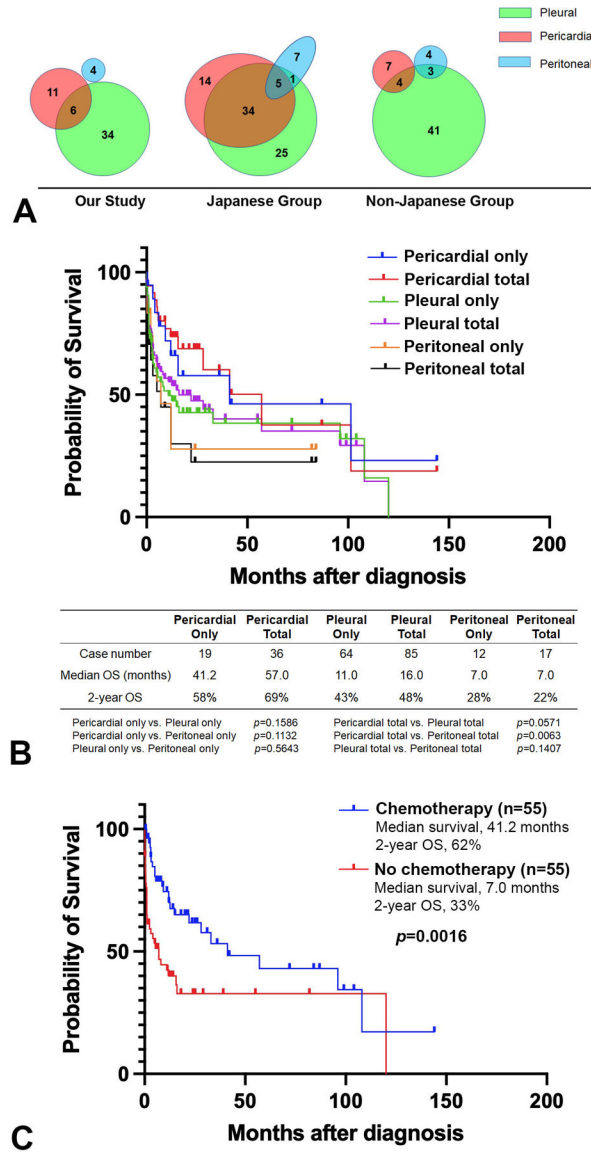 Pleural
Pericardial
Peritoneal
4
11
6
34
7
14
5
1
34
25
7
4
4
3
41
A
Our Study
Japanese Group
Non-Japanese Group
Probability of Survival
100
50
0
0
50
100
150
200
Months after diagnosis
Pericardial only
Pericardial total
Pleural only
Pleural total
Peritoneal only
Peritoneal total
Pericardial Only Pericardial Total Pleural Only Pleural Total Peritoneal Only Peritoneal Total
Case number 19 36 64 85 12 17
Median OS (months) 41.2 57.0 11.0 16.0 7.0 7.0
2-year OS 58% 69% 43% 48% 28% 22%
Pericardial only vs. Pleural only p=0.1586 Pericardial total vs. Pleural total p=0.0571
Pericardial only vs. Peritoneal only p=0.1132 Pericardial total vs. Peritoneal total p=0.0063
Pleural only vs. Peritoneal only p=0.5643 Pleural total vs. Peritoneal total p=0.1407
B
Probability of Survival
100
50
0
0
50
100
150
200
Months after diagnosis
Chemotherapy (n=55)
Median survival, 41.2 months
2-year OS, 62%
No chemotherapy (n=55)
Median survival, 7.0 months
2-year OS, 33%
p=0.0016
C